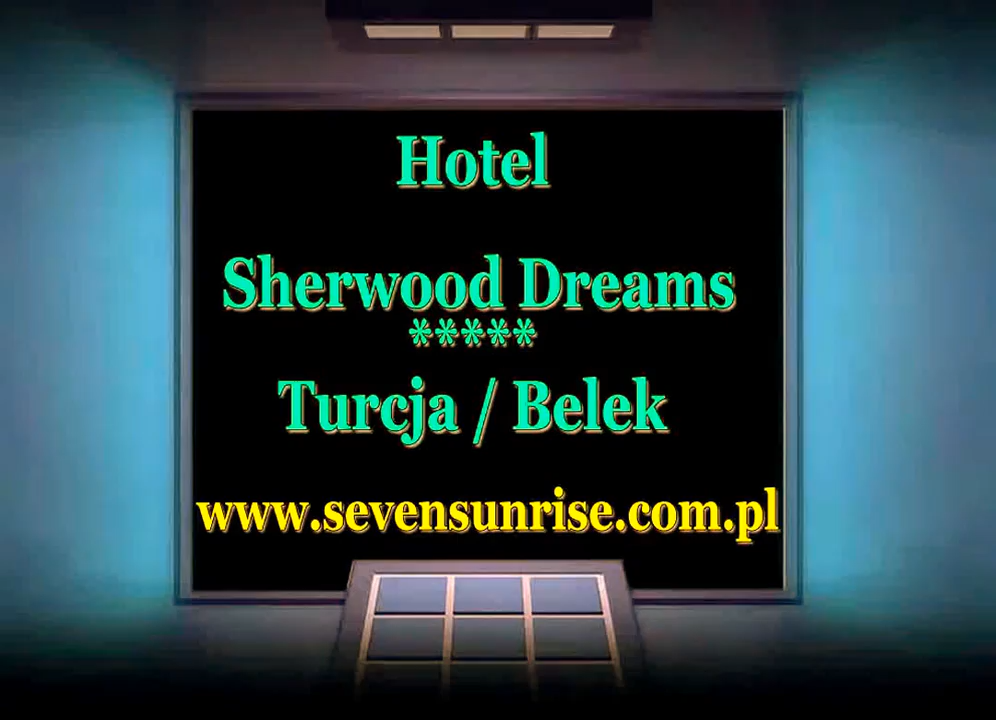 Hotel
Sherwood Dreams
*****
Turcja / Belek
www.sevensunrise.com.pl